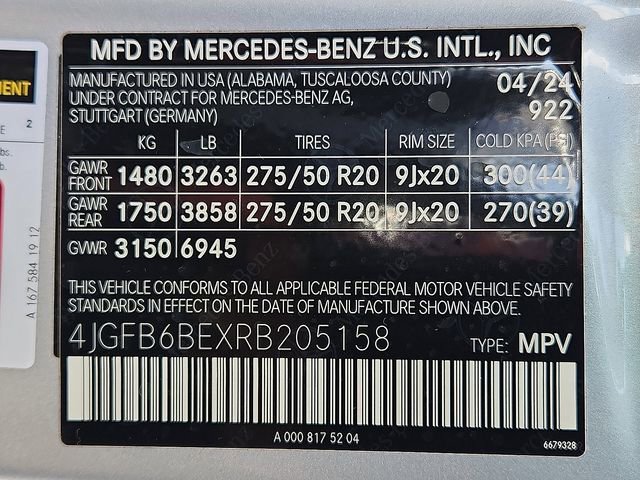 MFD BY MERCEDES-BENZ U.S. INTL., INC
MANUFACTURED IN USA (ALABAMA, TUSCALOOSA COUNTY) 04/24
UNDER CONTRACT FOR MERCEDES-BENZ AG, 922
STUTTGART (GERMANY)
KG LB TIRES RIM SIZE COLD KPA (PSI)
GAWR FRONT 1480 3263 275/50 R20 9Jx20 300(44)
GAWR REAR 1750 3858 275/50 R20 9Jx20 270(39)
GVWR 3150 6945
THIS VEHICLE CONFORMS TO ALL APPLICABLE FEDERAL MOTOR VEHICLE SAFETY
STANDARDS IN EFFECT ON THE DATE OF MANUFACTURE SHOWN ABOVE.
4JGFB6BEXRB205158 TYPE: MPV
A 000 817 52 04
6679328
MENT
2
A 167 584 19 12